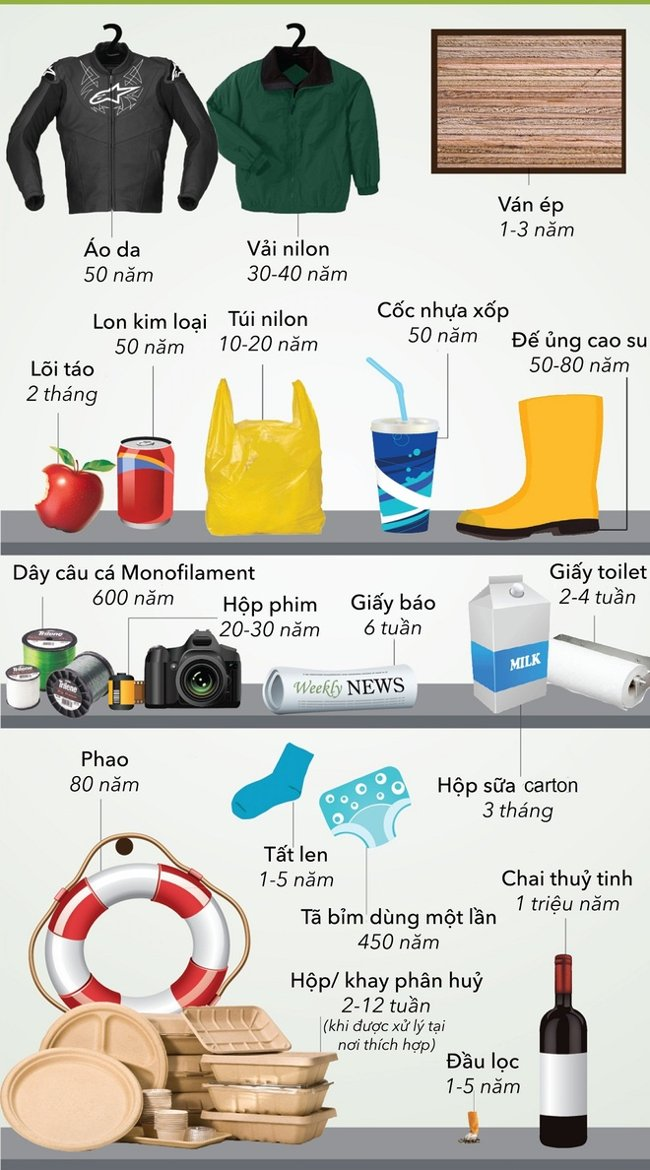 Áo da
50 năm
Vải nilon
30-40 năm
Ván ép
1-3 năm
Lõi táo
2 tháng
Lon kim loại
50 năm
Túi nilon
10-20 năm
Cốc nhựa xốp
50 năm
Đế ủng cao su
50-80 năm
Dây câu cá Monofilament
600 năm
Trilene
Trilene
Trilene
Hộp phim
20-30 năm
Giấy báo
6 tuần
Weekly NEWS
MILK
Giấy toilet
2-4 tuần
Phao
80 năm
Tất len
1-5 năm
Hộp sữa carton
3 tháng
Tã bỉm dùng một lần
450 năm
Chai thuỷ tinh
1 triệu năm
Hộp/ khay phân huỷ
2-12 tuần
(khi được xử lý tại
nơi thích hợp)
Đầu lọc
1-5 năm